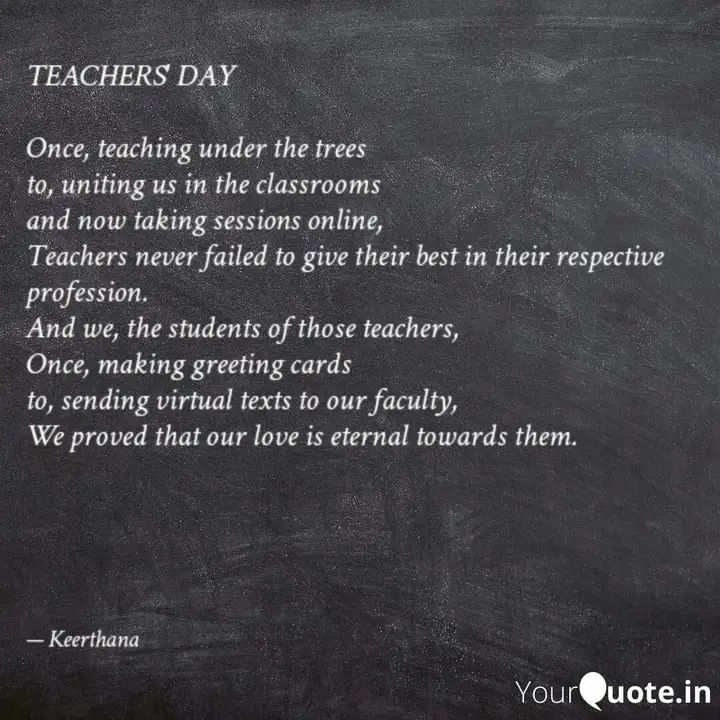 TEACHERS' DAY
Once, teaching under the trees
to, uniting us in the classrooms
and now taking sessions online,
Teachers never failed to give their best in their respective
profession.
And we, the students of those teachers,
Once, making greeting cards
to, sending virtual texts to our faculty,
We proved that our love is eternal towards them.
— Keerthana
YourQuote.in